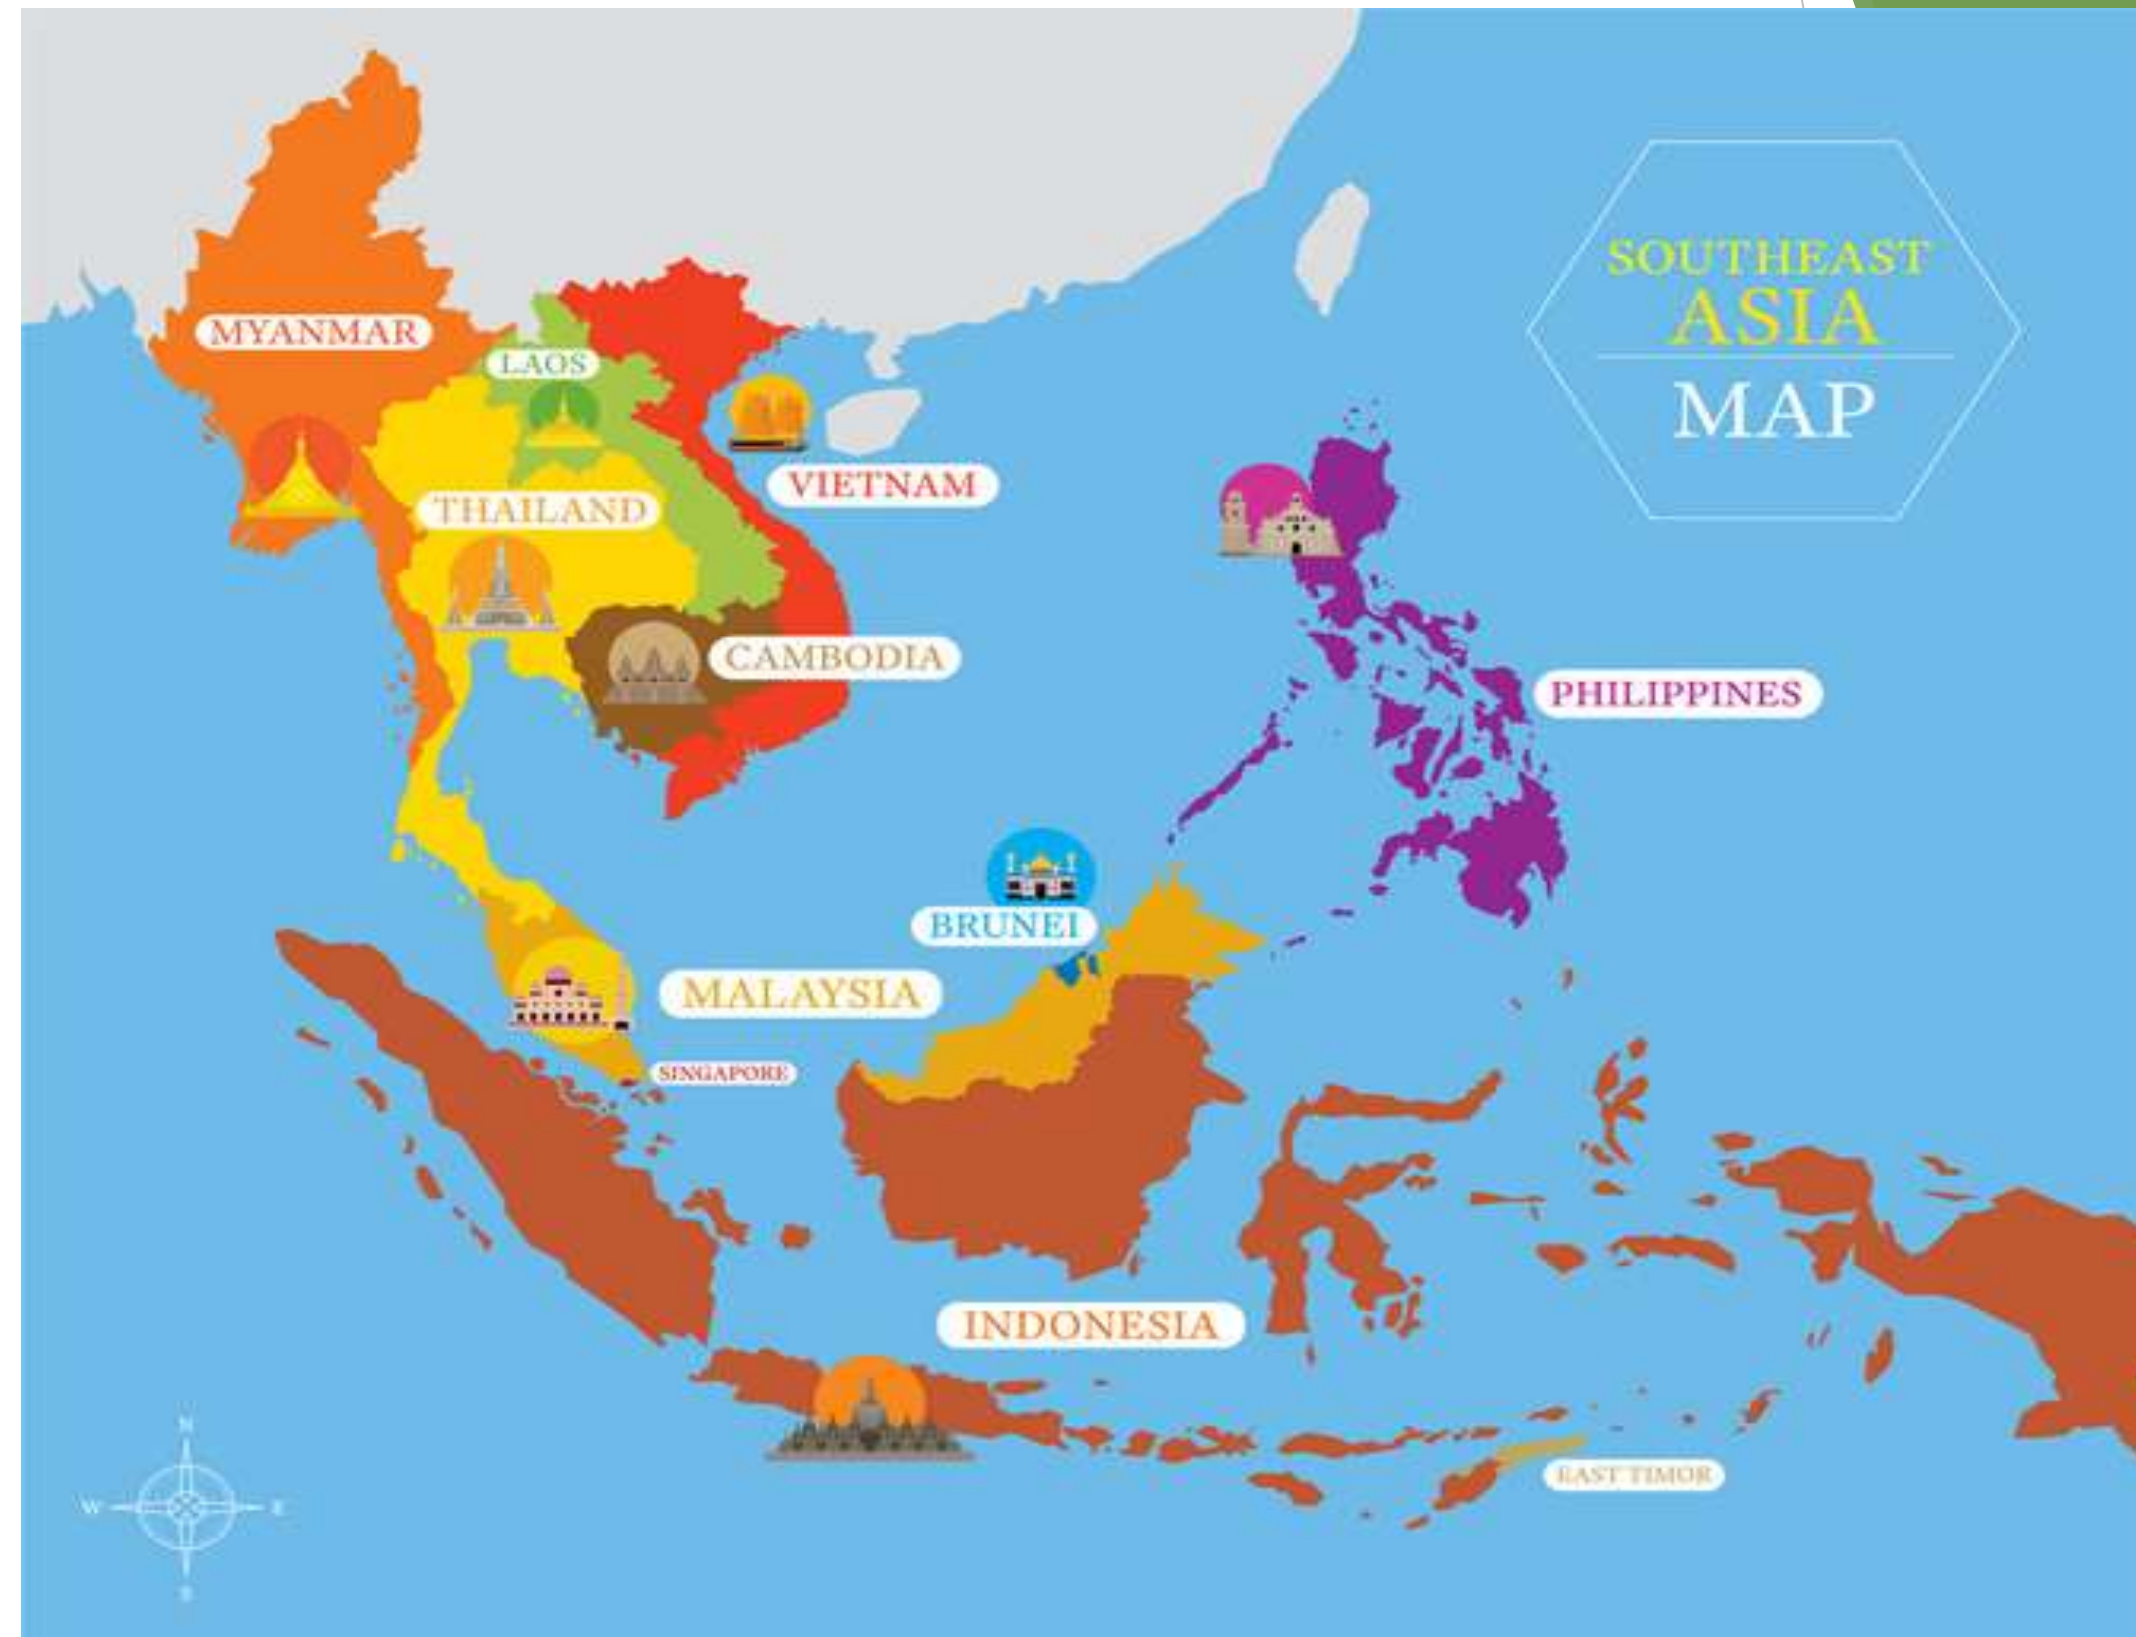 SOUTHEAST
ASIA
MAP
MYANMAR
LAOS
VIETNAM
THAILAND
CAMBODIA
PHILIPPINES
BRUNEI
MALAYSIA
SINGAPORE
INDONESIA
EAST TIMOR
N
W E
S